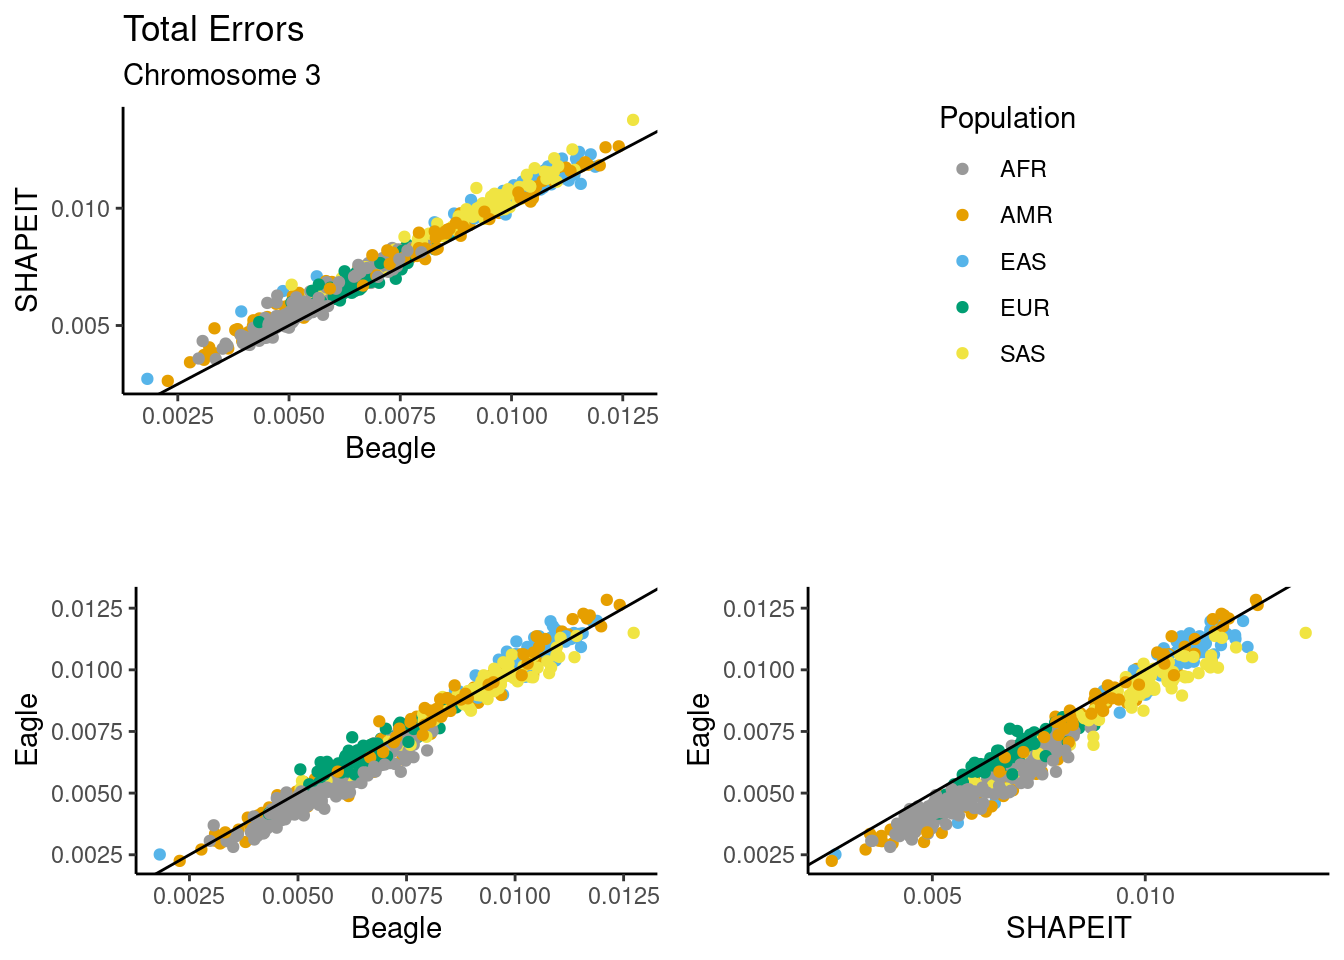 Total Errors
Chromosome 3
SHAPEIT
0.010
0.005
0.0025 0.0050 0.0075 0.0100 0.0125
Beagle
Population
AFR
AMR
EAS
EUR
SAS
Eagle
0.0125
0.0100
0.0075
0.0050
0.0025
0.0025 0.0050 0.0075 0.0100 0.0125
Beagle
Eagle
0.0125
0.0100
0.0075
0.0050
0.0025
0.005 0.010
SHAPEIT